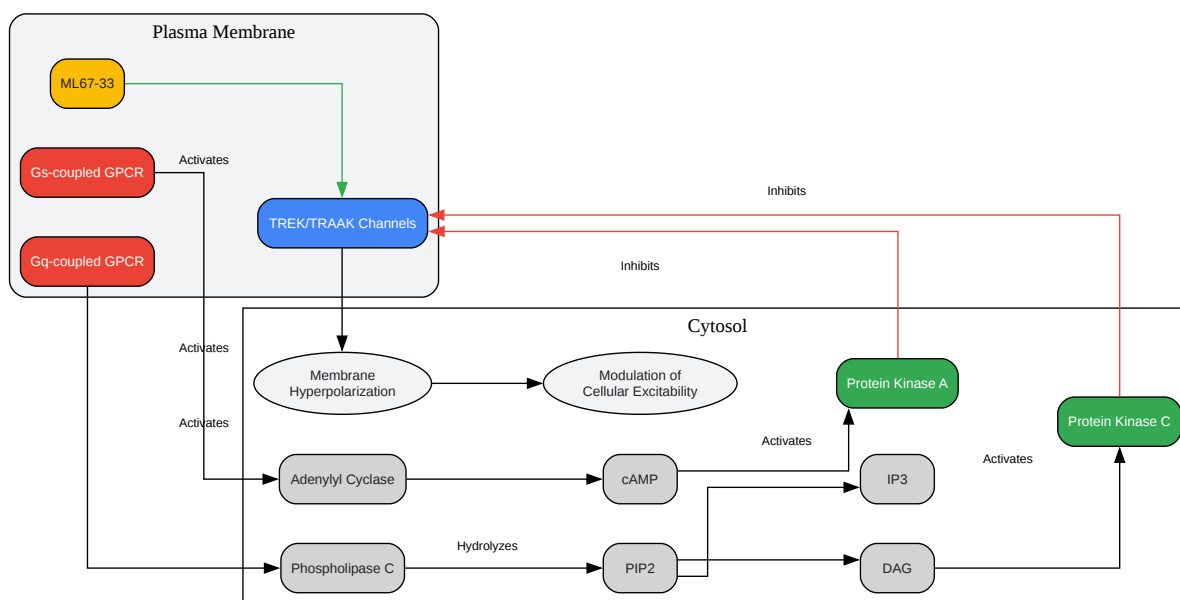 Plasma Membrane
ML67-33
Gs-coupled GPCR
Activates
Inhibits
TREK/TRAAK Channels
Gq-coupled GPCR
Inhibits
Cytosol
Activates
Membrane
Hyperpolarization
Modulation of
Cellular Excitability
Protein Kinase A
Protein Kinase C
Activates
Activates
Activates
Adenylyl Cyclase
cAMP
IP3
Hydrolyzes
Phospholipase C
PIP2
DAG